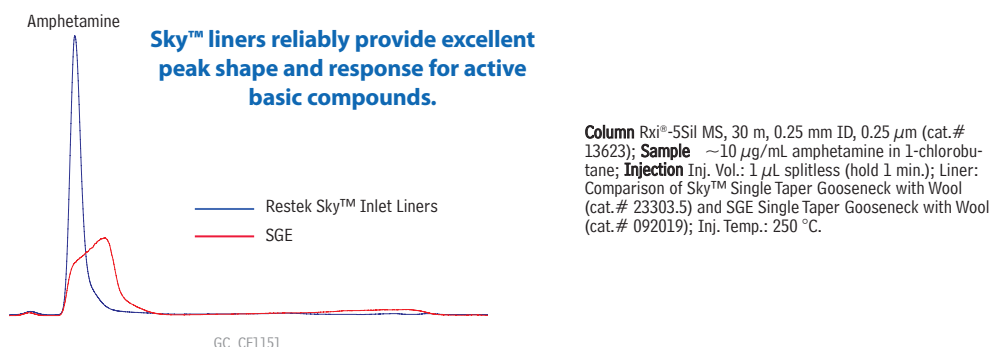 Amphetamine
Sky™ liners reliably provide excellent
peak shape and response for active
basic compounds.
Restek Sky™ Inlet Liners
SGE
GC_CF1151
Column Rxi®-5Sil MS, 30 m, 0.25 mm ID, 0.25 µm (cat.#
13623); Sample ~10 µg/mL amphetamine in 1-chlorobu-
tane; Injection Inj. Vol.: 1 µL splitless (hold 1 min.); Liner:
Comparison of Sky™ Single Taper Gooseneck with Wool
(cat.# 23303.5) and SGE Single Taper Gooseneck with Wool
(cat.# 092019); Inj. Temp.: 250 °C.